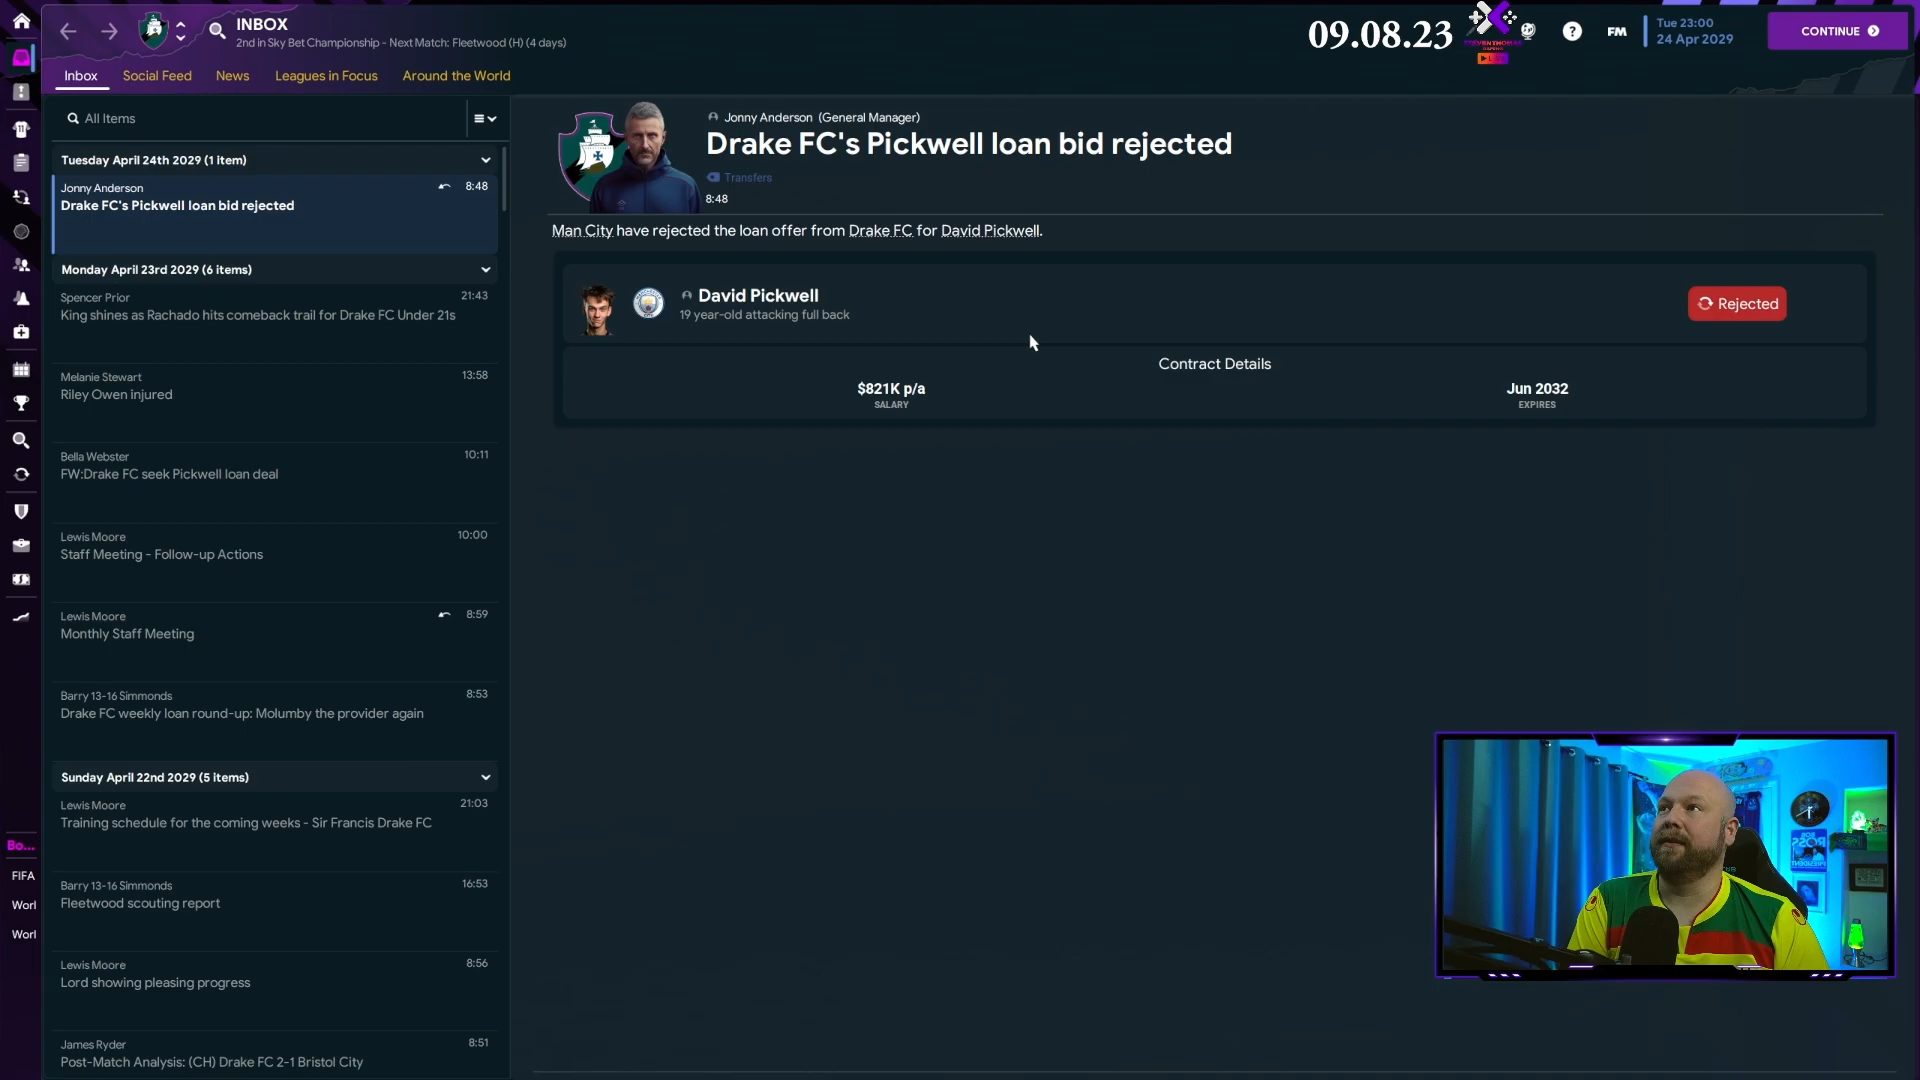 INBOX
2nd in Sky Bet Championship - Next Match: Fleetwood (H) (4 days)
09.08.23
FM
Tue 23:00
24 Apr 2029
CONTINUE
Inbox
Social Feed
News
Leagues in Focus
Around the World
All Items
Tuesday April 24th 2029 (1 item)
Jonny Anderson
8:48
Drake FC's Pickwell loan bid rejected
Monday April 23rd 2029 (6 items)
Spencer Prior
21:43
King shines as Rachado hits comeback trail for Drake FC Under 21s
Melanie Stewart
13:58
Riley Owen injured
Bella Webster
10:11
FW:Drake FC seek Pickwell loan deal
Lewis Moore
10:00
Staff Meeting - Follow-up Actions
Lewis Moore
8:59
Monthly Staff Meeting
Barry 13-16 Simmonds
8:53
Drake FC weekly loan round-up: Molumby the provider again
Sunday April 22nd 2029 (5 items)
Lewis Moore
21:03
Training schedule for the coming weeks - Sir Francis Drake FC
Barry 13-16 Simmonds
16:53
Fleetwood scouting report
Lewis Moore
8:56
Lord showing pleasing progress
James Ryder
8:51
Post-Match Analysis: (CH) Drake FC 2-1 Bristol City
Bo...
FIFA
Worl
Worl
Jonny Anderson (General Manager)
Drake FC's Pickwell loan bid rejected
Transfers
8:48
Man City have rejected the loan offer from Drake FC for David Pickwell.
David Pickwell
19 year-old attacking full back
Rejected
Contract Details
$821K p/a
SALARY
Jun 2032
EXPIRES